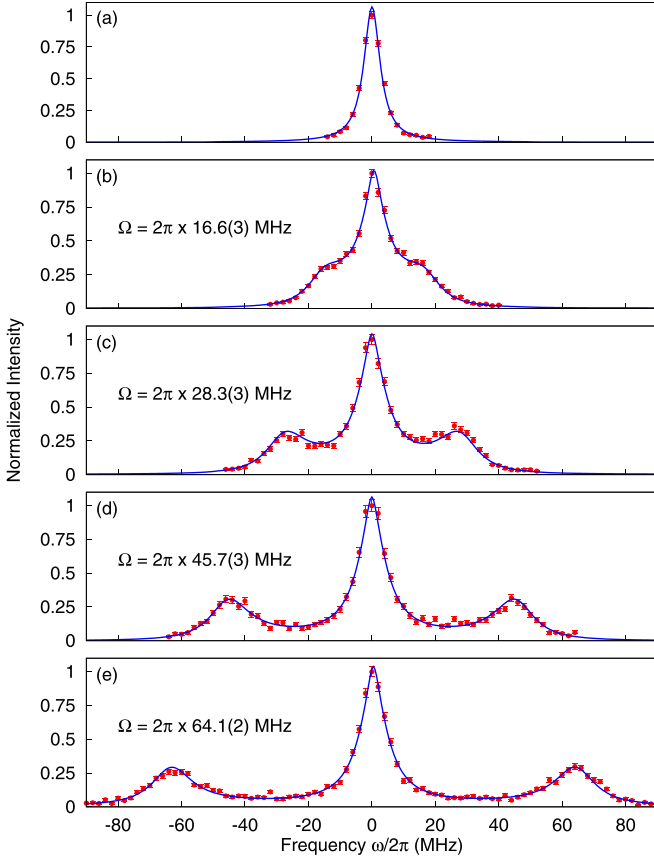 (a)
1
0.75
0.5
0.25
0
(b)
1
0.75
0.5
0.25
0
Ω = 2π x 16.6(3) MHz
(c)
1
0.75
0.5
0.25
0
Ω = 2π x 28.3(3) MHz
Normalized Intensity
(d)
1
0.75
0.5
0.25
0
Ω = 2π x 45.7(3) MHz
(e)
1
0.75
0.5
0.25
0
Ω = 2π x 64.1(2) MHz
-80 -60 -40 -20 0 20 40 60 80
Frequency ω/2π (MHz)